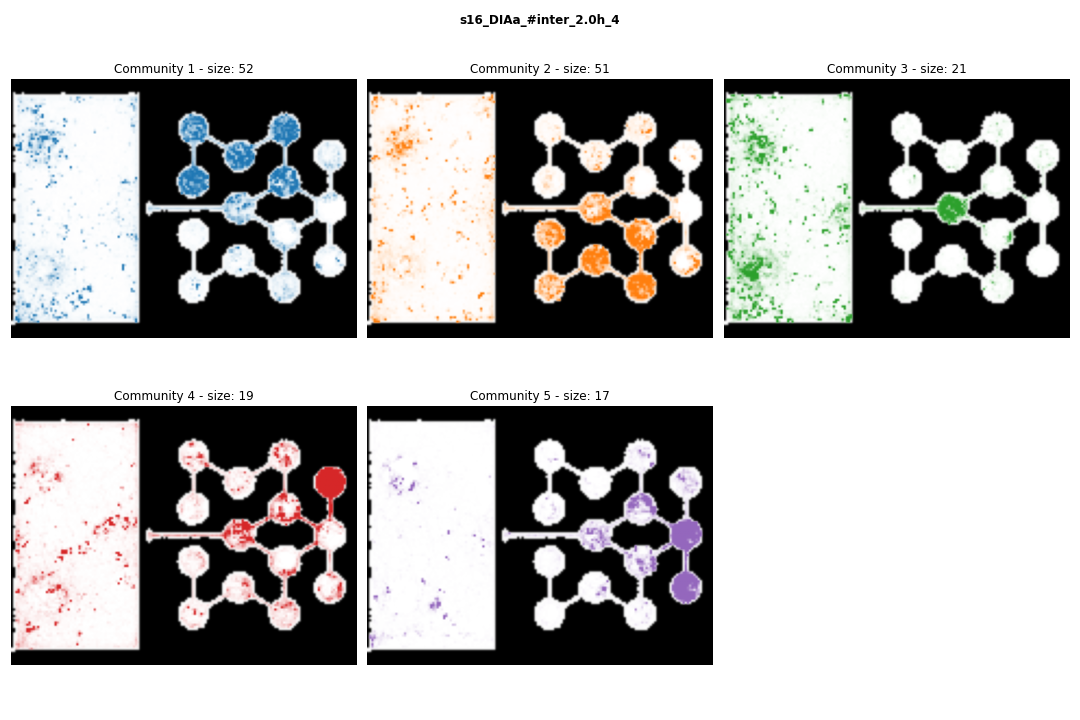 s16_DIAa_#inter_2.0h_4
Community 1 - size: 52
Community 2 - size: 51
Community 3 - size: 21
Community 4 - size: 19
Community 5 - size: 17